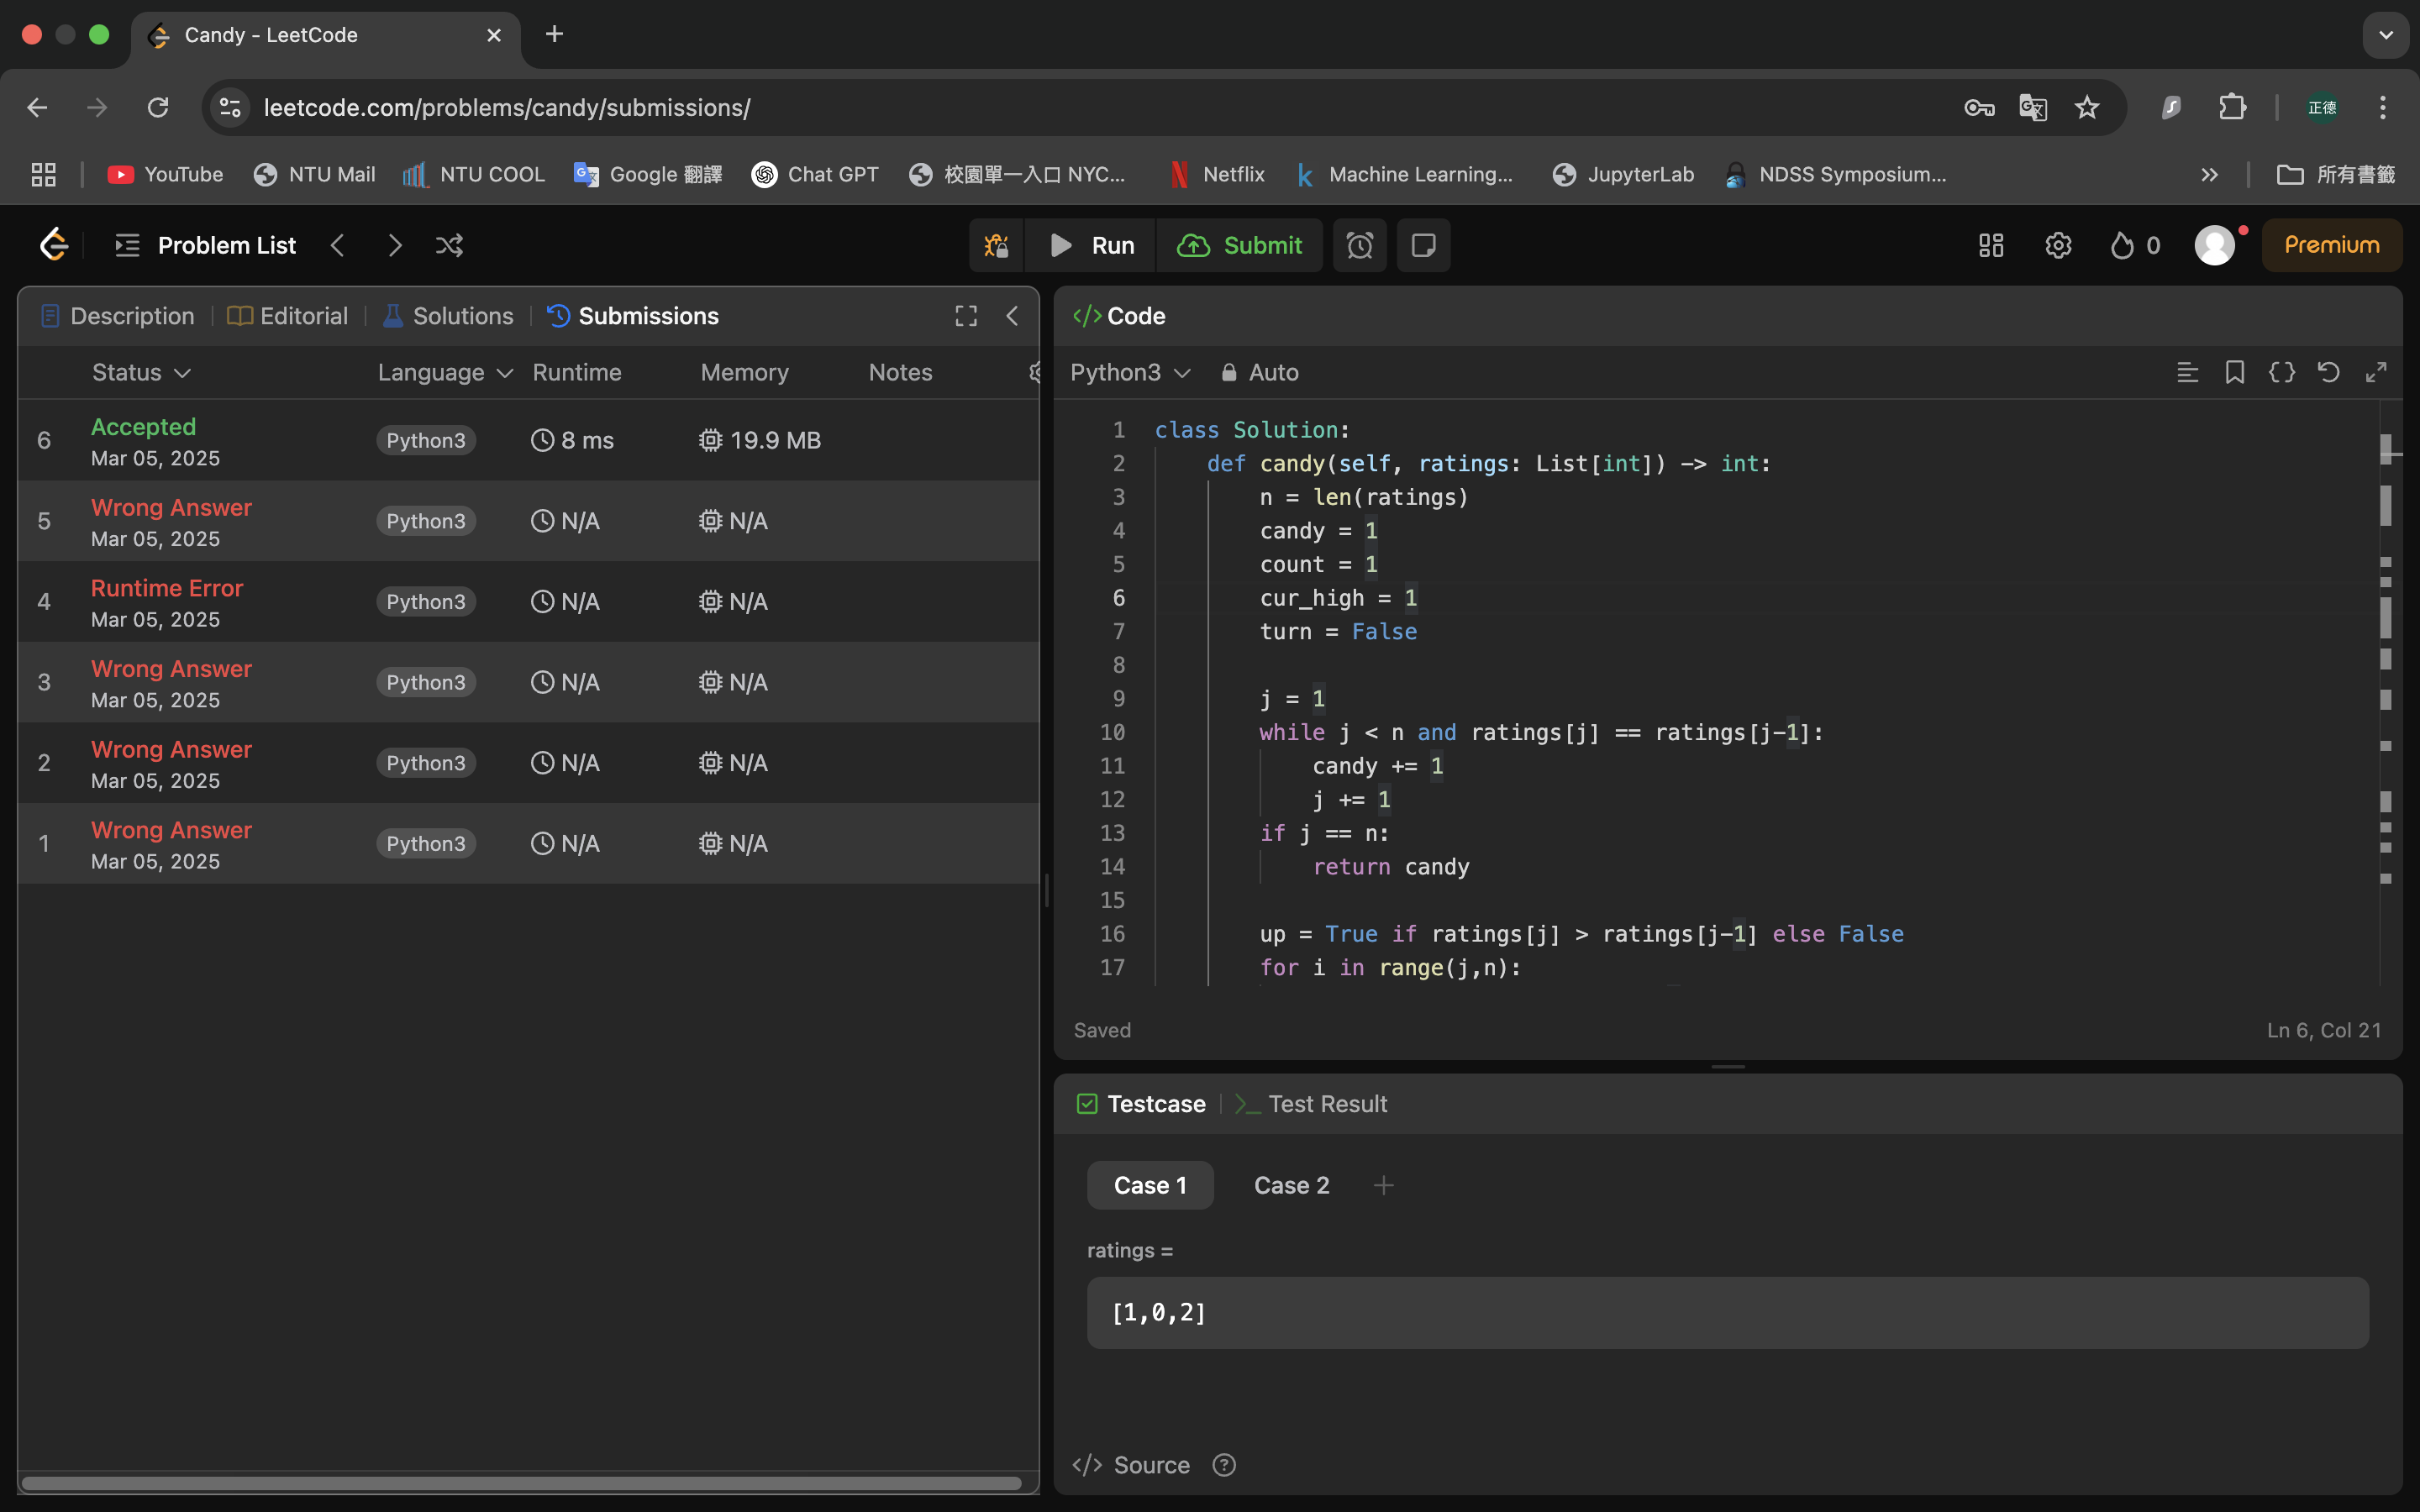 Candy - LeetCode
leetcode.com/problems/candy/submissions/
正德
YouTube NTU Mail NTU COOL Google 翻譯 Chat GPT 校園單一入口 NYC... Netflix Machine Learning... JupyterLab NDSS Symposium... 所有書籤
Problem List Run Submit 0 Premium
Description Editorial Solutions Submissions
Status Language Runtime Memory Notes
6 Accepted Python3 8 ms 19.9 MB
Mar 05, 2025
5 Wrong Answer Python3 N/A N/A
Mar 05, 2025
4 Runtime Error Python3 N/A N/A
Mar 05, 2025
3 Wrong Answer Python3 N/A N/A
Mar 05, 2025
2 Wrong Answer Python3 N/A N/A
Mar 05, 2025
1 Wrong Answer Python3 N/A N/A
Mar 05, 2025
</> Code
Python3 Auto
1 class Solution:
2 def candy(self, ratings: List[int]) -> int:
3 n = len(ratings)
4 candy = 1
5 count = 1
6 cur_high = 1
7 turn = False
8
9 j = 1
10 while j < n and ratings[j] == ratings[j-1]:
11 candy += 1
12 j += 1
13 if j == n:
14 return candy
15
16 up = True if ratings[j] > ratings[j-1] else False
17 for i in range(j,n):
Saved Ln 6, Col 21
Testcase >_ Test Result
Case 1 Case 2 +
ratings =
[1,0,2]
</> Source ?